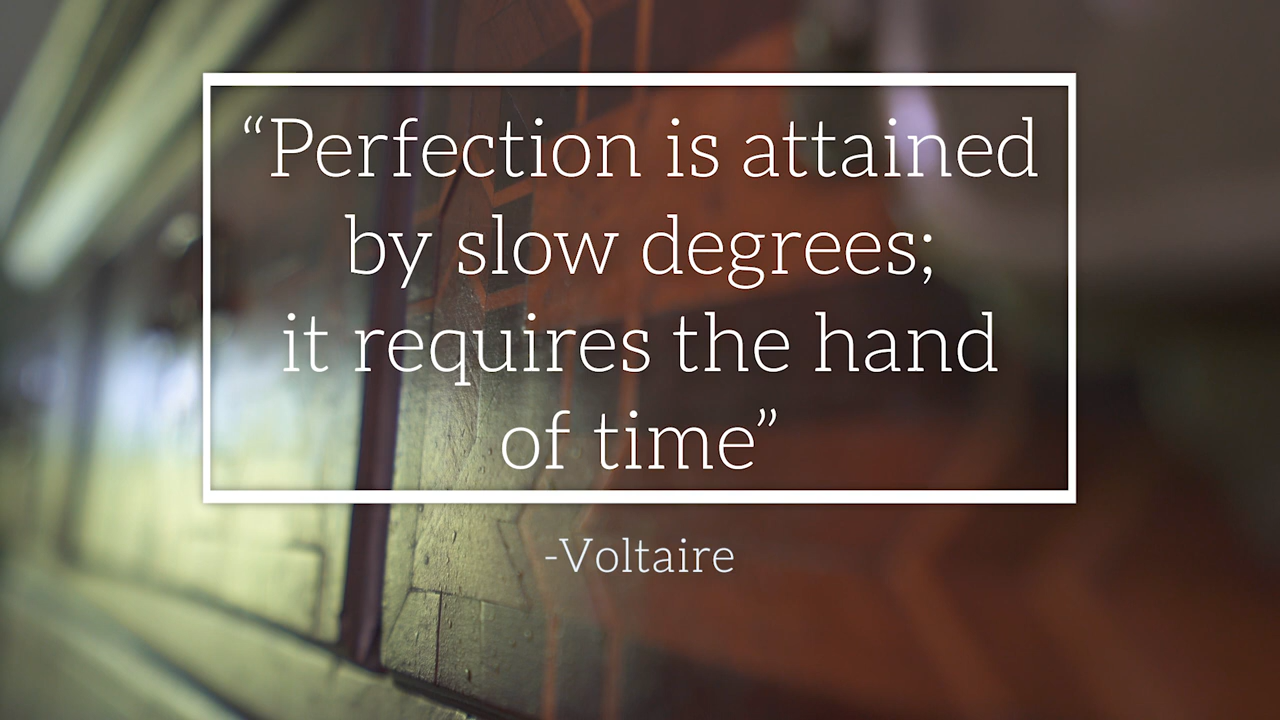 “Perfection is attained
by slow degrees;
it requires the hand
of time”
-Voltaire